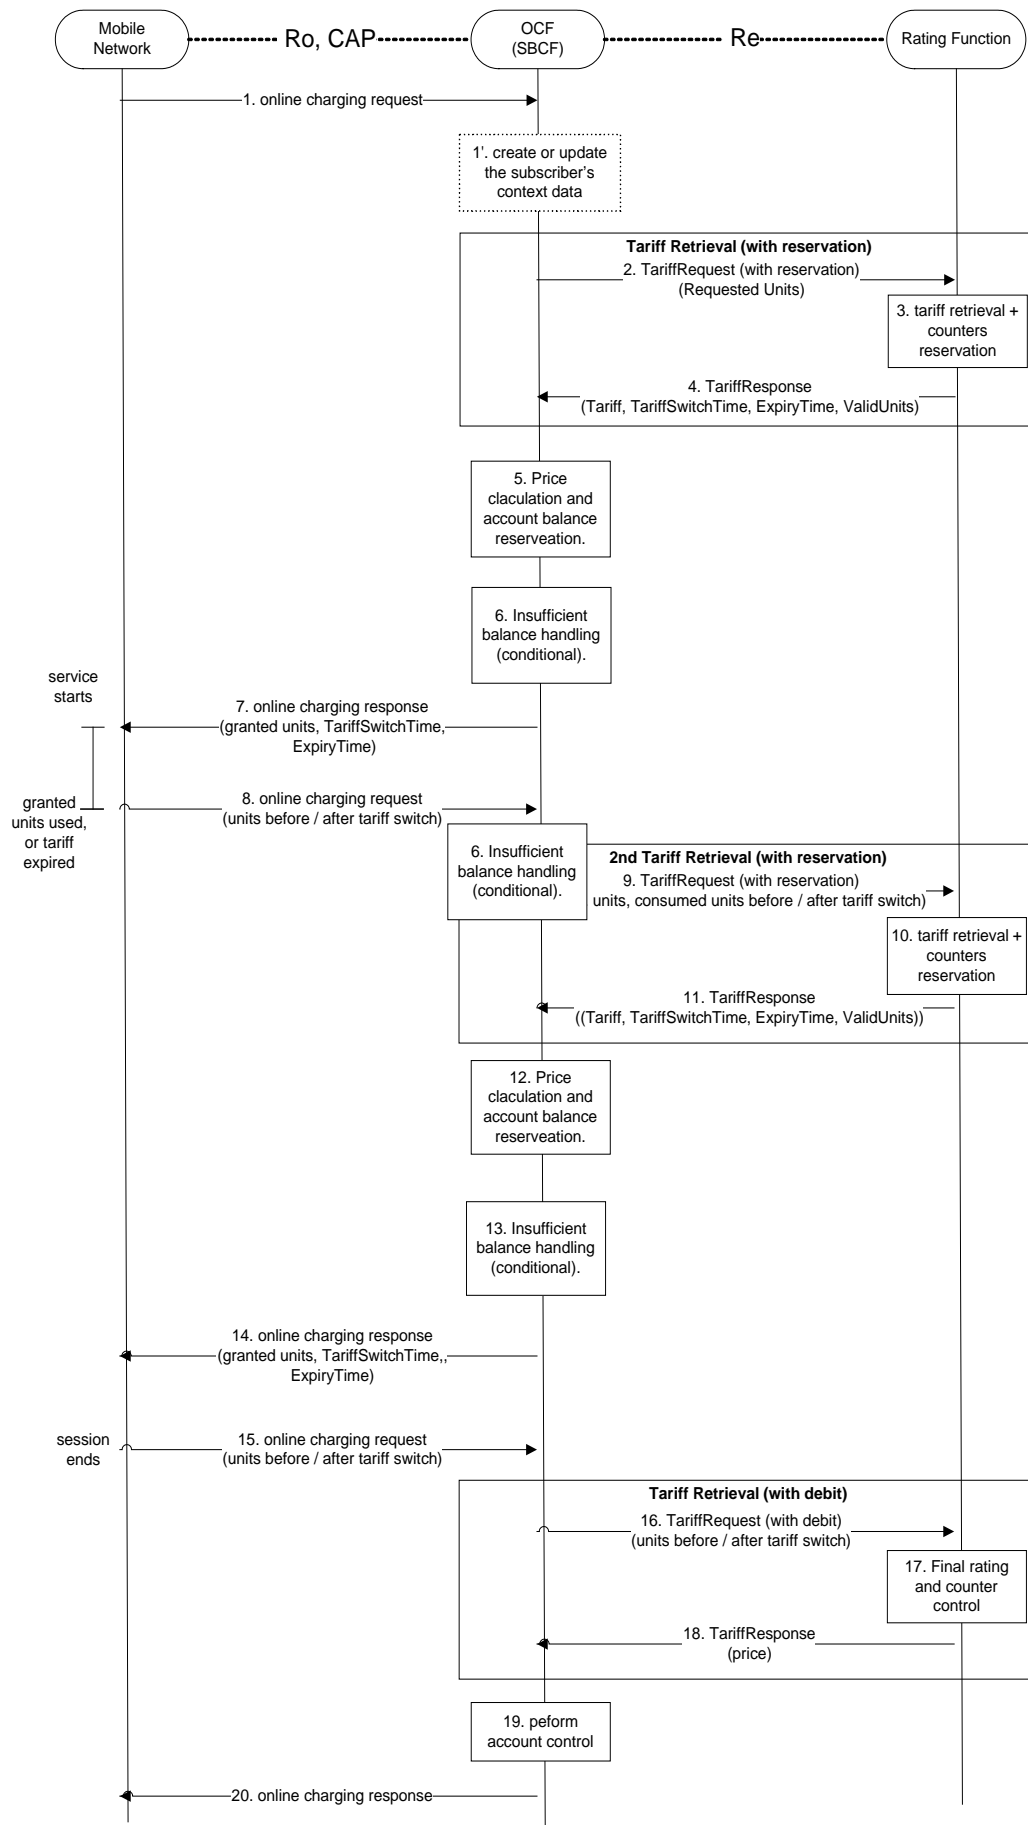 Mobile
Network
Ro, CAP
OCF
(SBCF)
Re
Rating Function
1. online charging request
1'. create or update
the subscriber's
context data
Tariff Retrieval (with reservation)
2. TariffRequest (with reservation)
(Requested Units)
3. tariff retrieval +
counters
reservation
4. TariffResponse
(Tariff, TariffSwitchTime, ExpiryTime, ValidUnits)
5. Price
claculation and
account balance
reserveation.
6. Insufficient
balance handling
(conditional).
service
starts
7. online charging response
(granted units, TariffSwitchTime,
ExpiryTime)
granted
units used,
or tariff
expired
8. online charging request
(units before / after tariff switch)
6. Insufficient
balance handling
(conditional).
2nd Tariff Retrieval (with reservation)
9. TariffRequest (with reservation)
units, consumed units before / after tariff switch)
10. tariff retrieval +
counters
reservation
11. TariffResponse
((Tariff, TariffSwitchTime, ExpiryTime, ValidUnits))
12. Price
claculation and
account balance
reserveation.
13. Insufficient
balance handling
(conditional).
14. online charging response
(granted units, TariffSwitchTime,,
ExpiryTime)
session
ends
15. online charging request
(units before / after tariff switch)
Tariff Retrieval (with debit)
16. TariffRequest (with debit)
(units before / after tariff switch)
17. Final rating
and counter
control
18. TariffResponse
(price)
19. peform
account control
20. online charging response